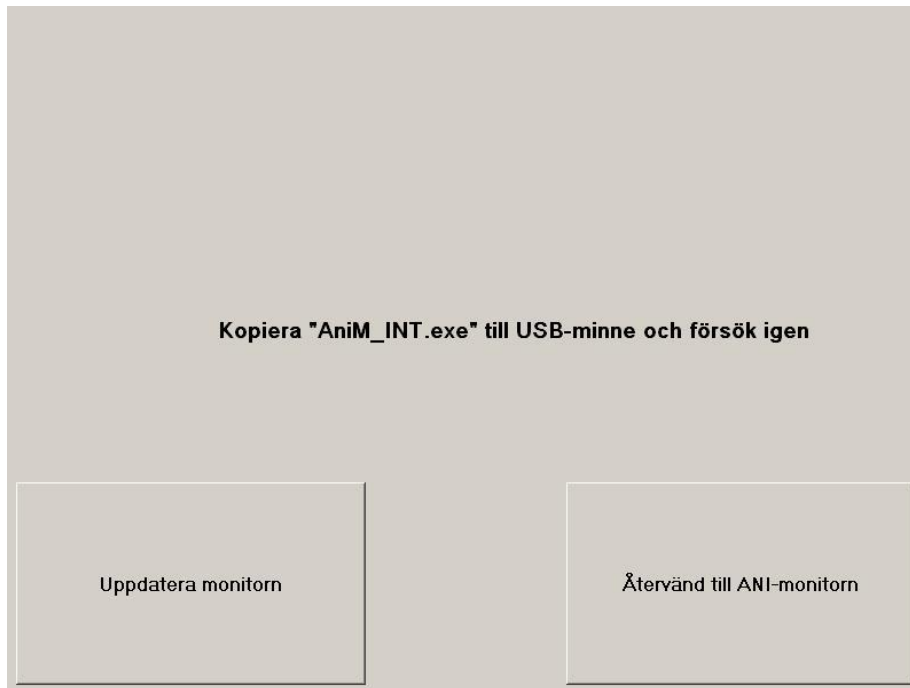 Kopiera "AniM_INT.exe" till USB-minne och försök igen
Uppdatera monitorn
Återvänd till ANI-monitorn